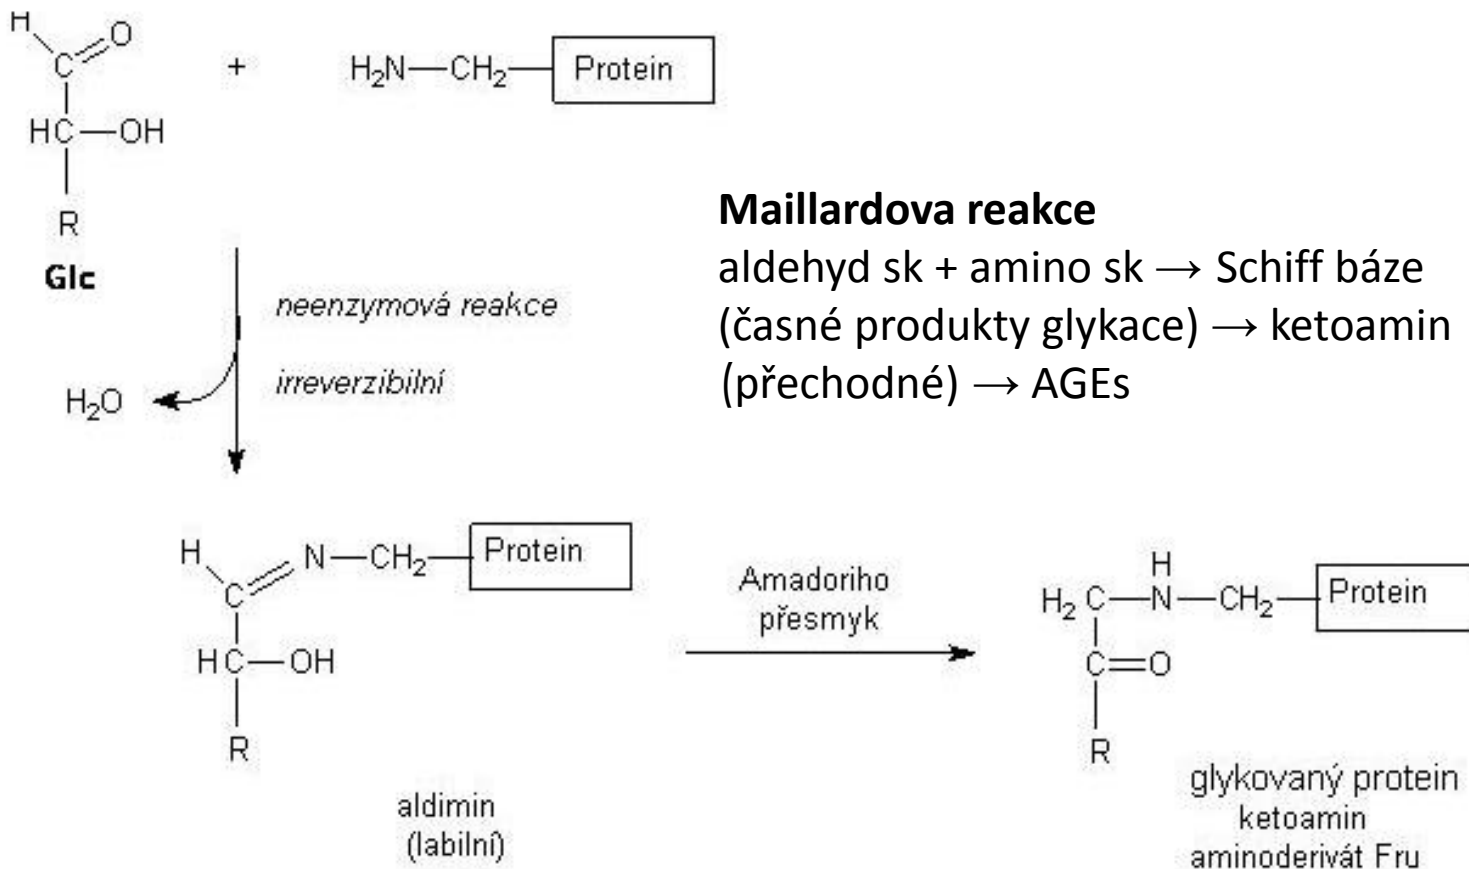 H
C
O
+
H₂N—CH₂—
Protein
HC—OH
R
Glc
Maillardova reakce
aldehyd sk + amino sk → Schiff báze
(časné produkty glykace) → ketoamin
(přechodné) → AGEs
neenzymová reakce
irreverzibilní
H₂O
H
C
N—CH₂—
Protein
HC—OH
R
aldimin
(labilní)
Amadoriho
přesmyk
H
H₂C—N—CH₂—
Protein
C=O
R
glykovaný protein
ketoamin
aminoderivát Fru